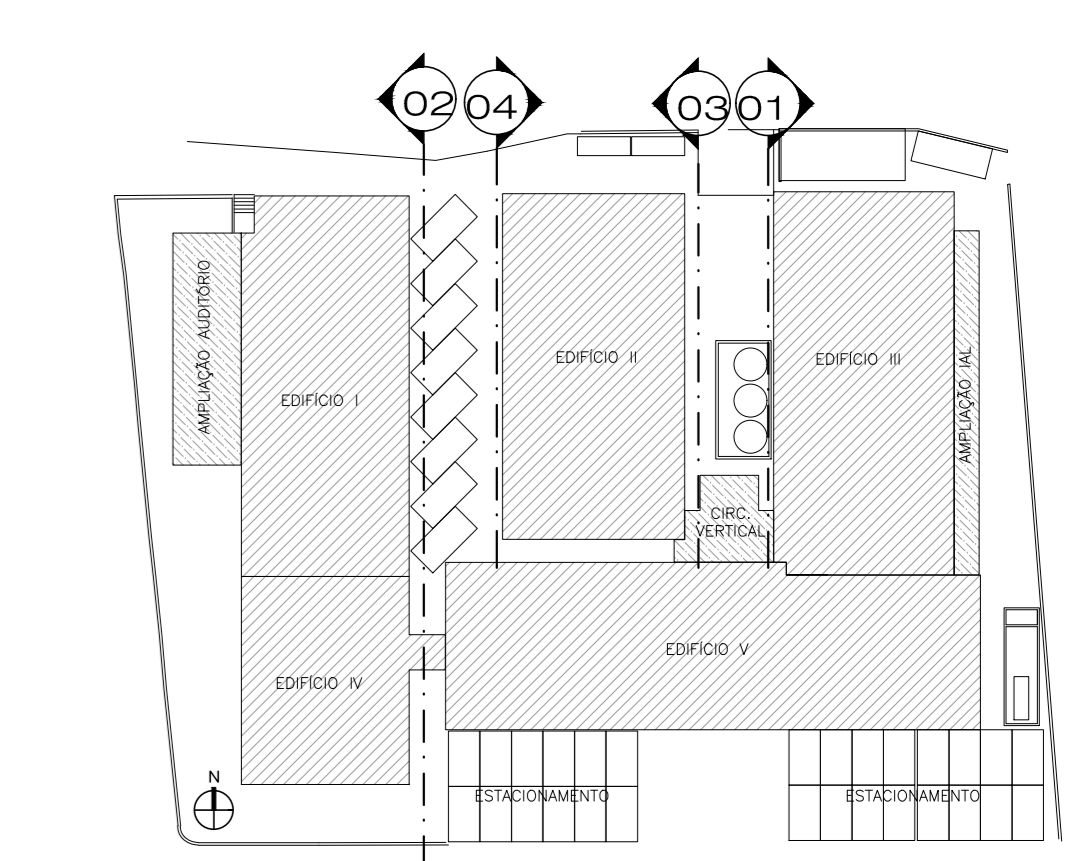 02 04 03 01
AMPLIAÇÃO AUDITÓRIO
EDIFÍCIO I
EDIFÍCIO II
EDIFÍCIO III
AMPLIAÇÃO IAL
CIRC.
VERTICAL
EDIFÍCIO V
EDIFÍCIO IV
N
ESTACIONAMENTO
ESTACIONAMENTO